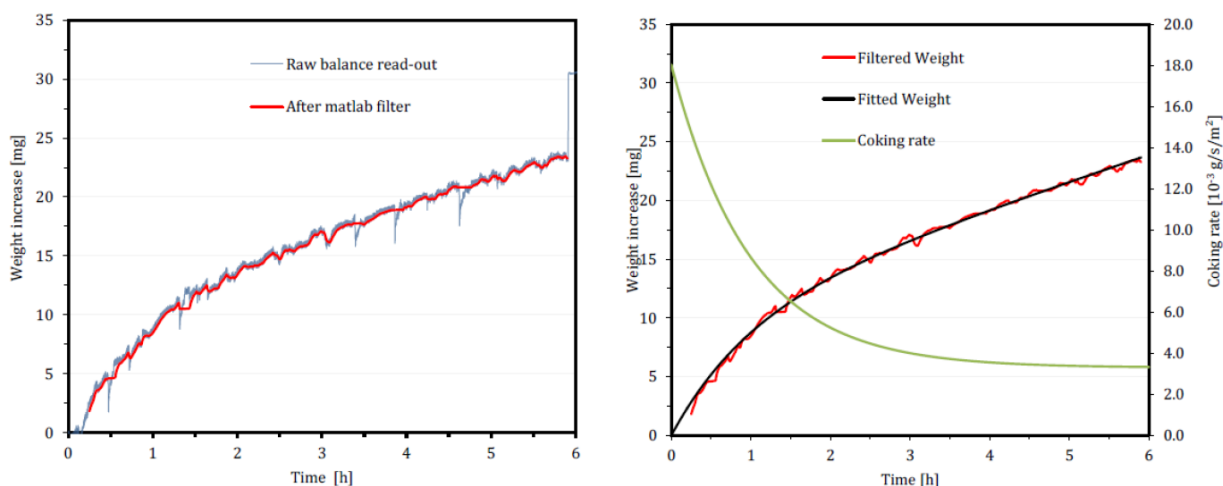 35
30
25
20
15
10
5
0
Weight increase [mg]
Raw balance read-out
After matlab filter
0 1 2 3 4 5 6
Time [h]
35
30
25
20
15
10
5
0
Weight increase [mg]
Filtered Weight
Fitted Weight
Coking rate
20.0
18.0
16.0
14.0
12.0
10.0
8.0
6.0
4.0
2.0
0.0
Coking rate [10⁻³ g/s/m²]
0 1 2 3 4 5 6
Time [h]